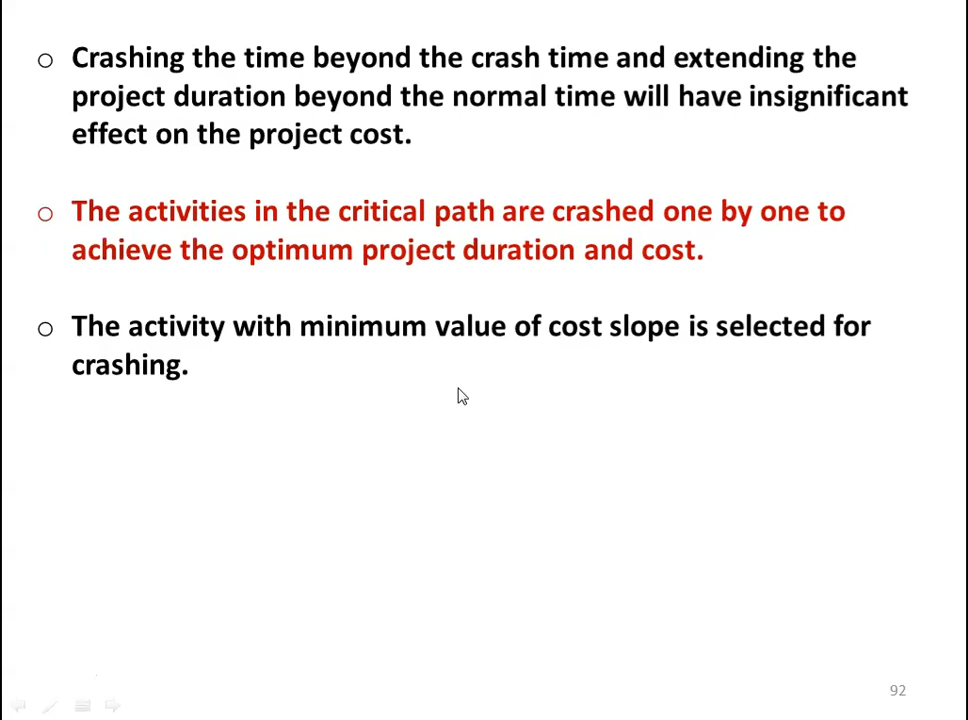 Crashing the time beyond the crash time and extending the
project duration beyond the normal time will have insignificant
effect on the project cost.
The activities in the critical path are crashed one by one to
achieve the optimum project duration and cost.
The activity with minimum value of cost slope is selected for
crashing.
92